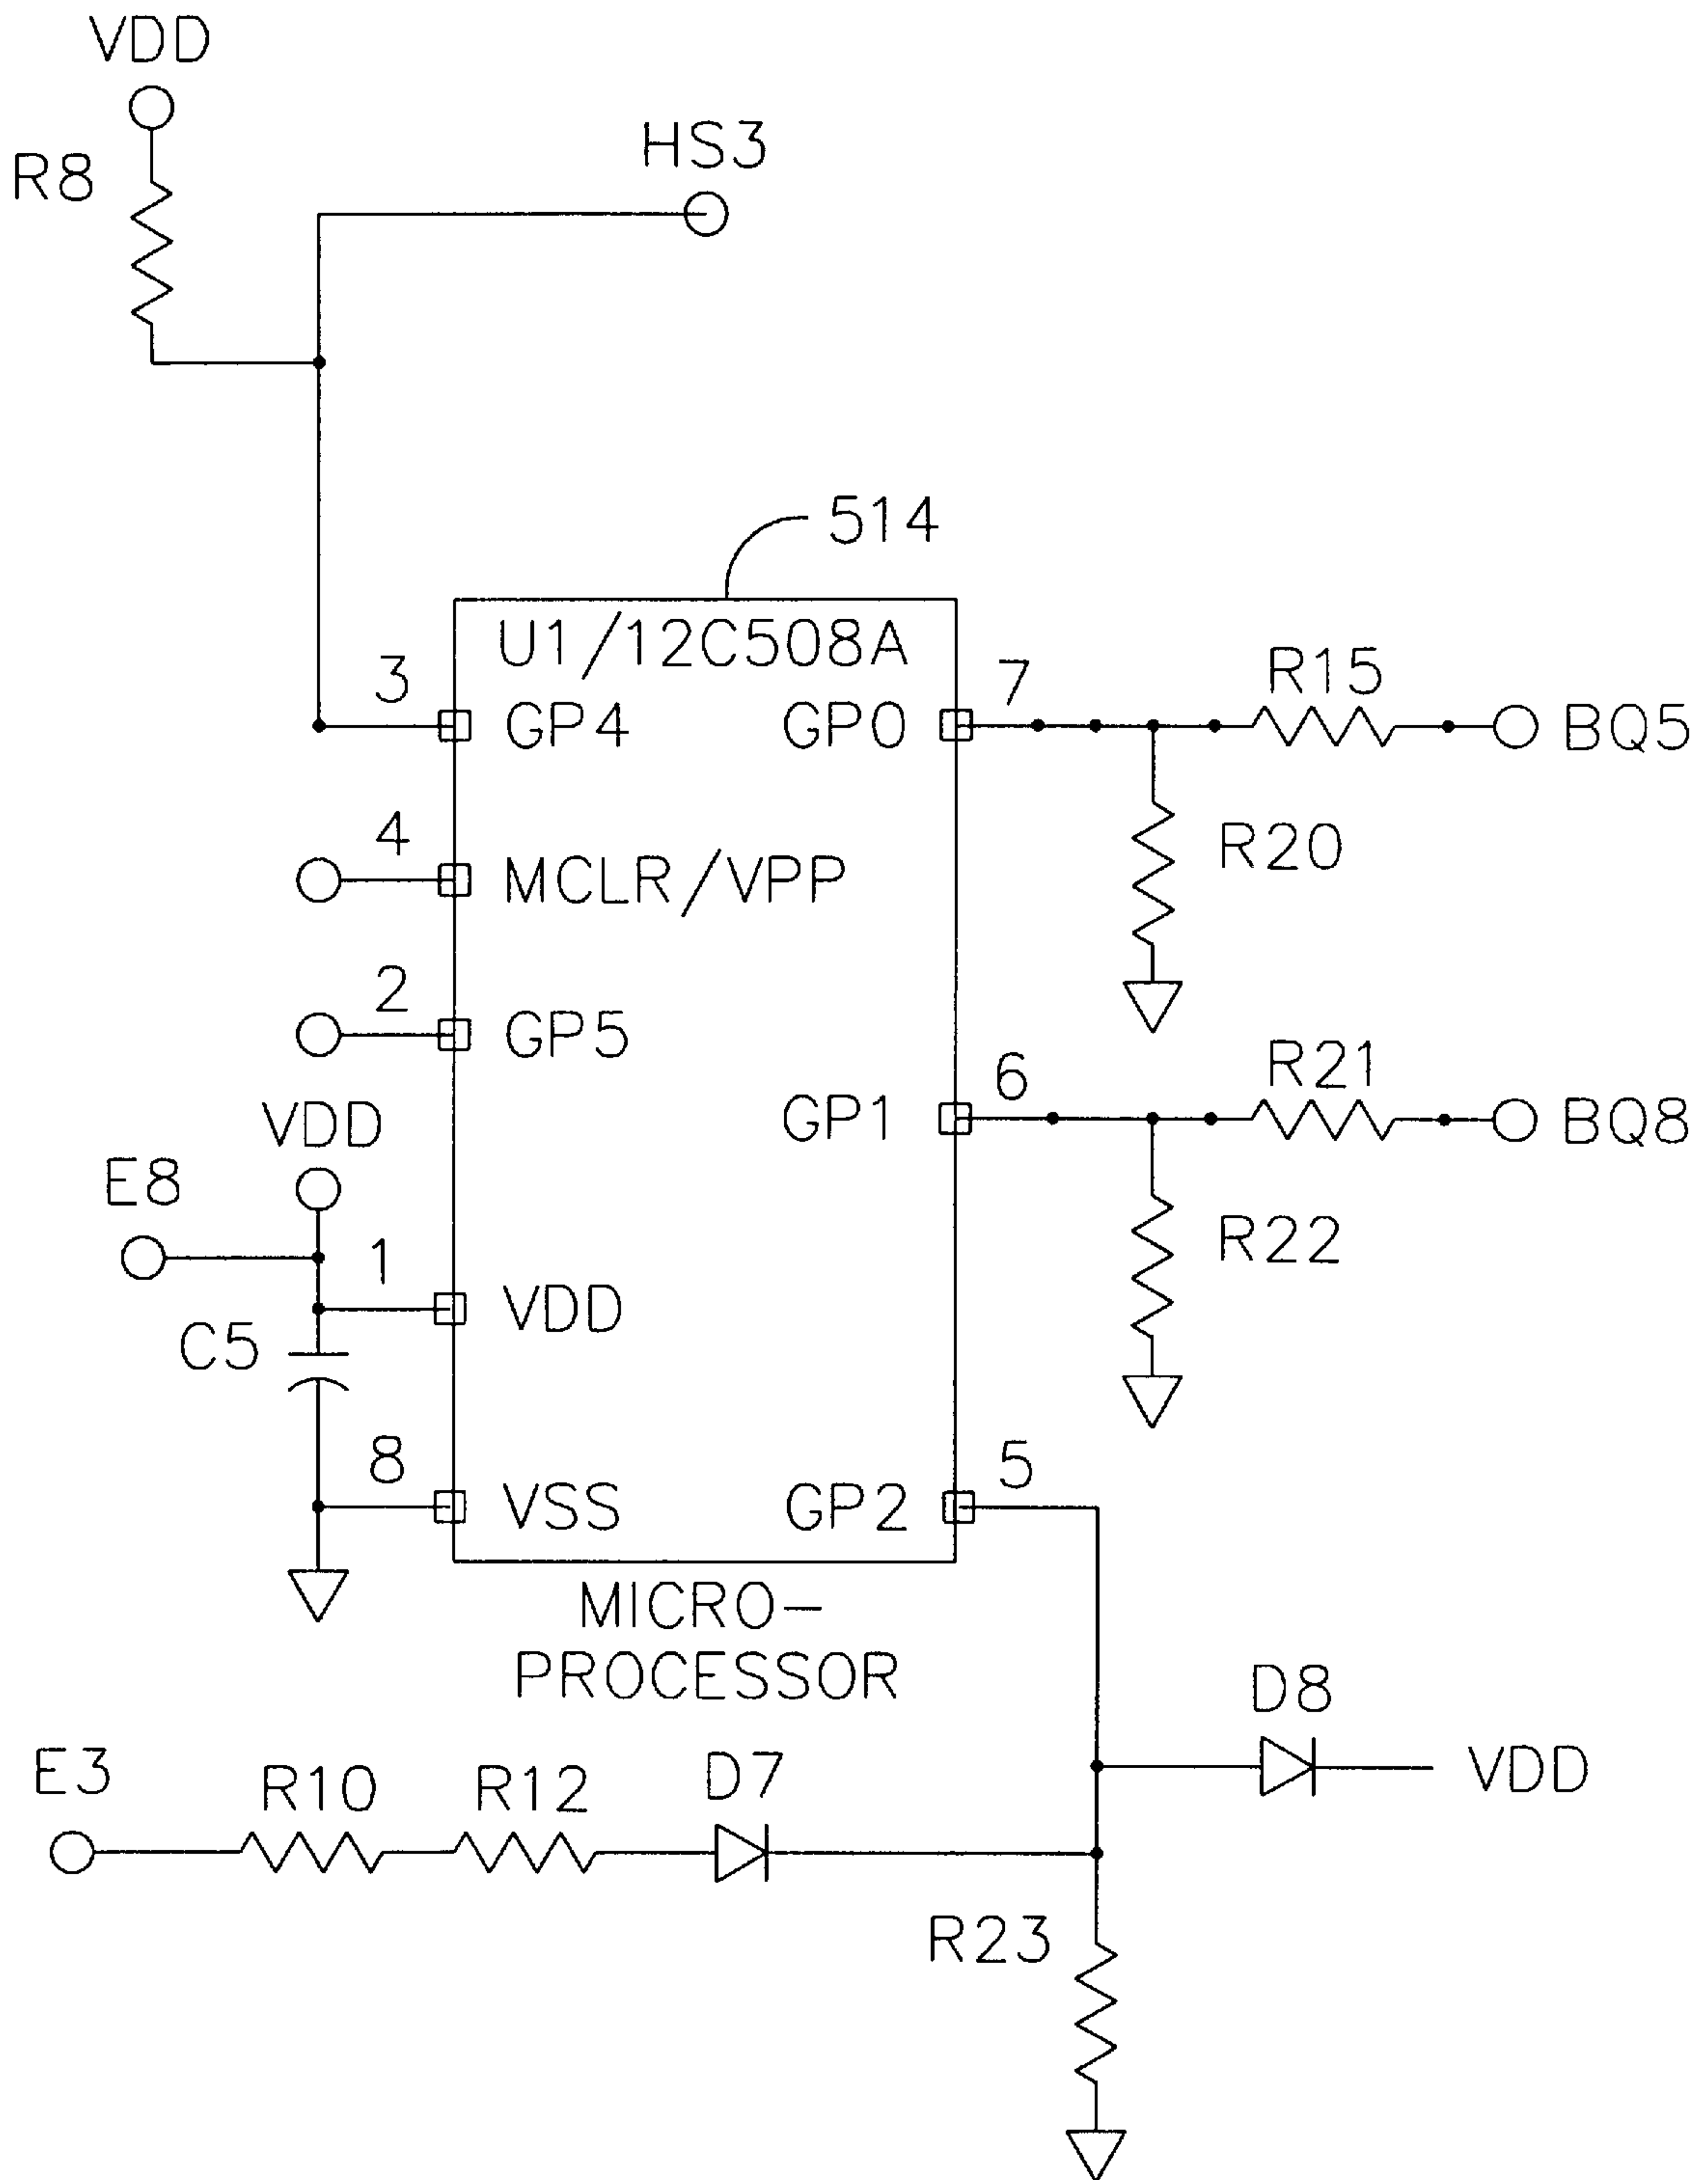 VDD
R8
HS3
514
U1/12C508A
3
GP4
GP0
7
R15
BQ5
4
MCLR/VPP
R20
2
GP5
6
GP1
R21
BQ8
VDD
E8
R22
1
VDD
C5
8
VSS
GP2
5
MICRO-
PROCESSOR
D8
VDD
E3
R10
R12
D7
R23